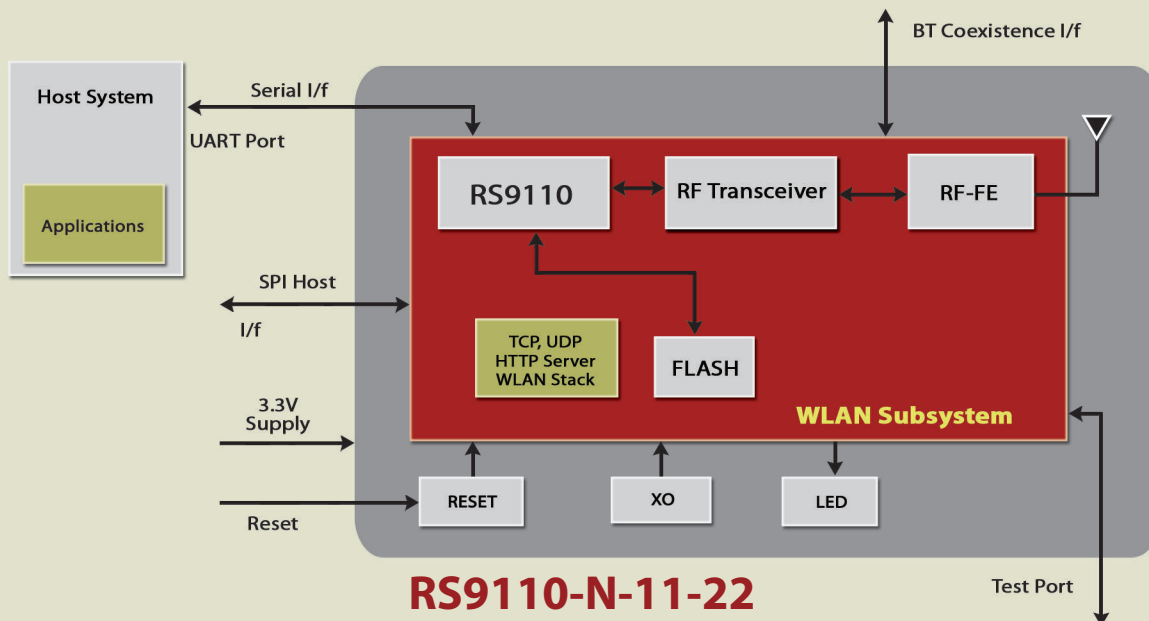 BT Coexistence I/f
Host System
Serial I/f
UART Port
Applications
RS9110
RF Transceiver
RF-FE
SPI Host
I/f
TCP, UDP
HTTP Server
WLAN Stack
FLASH
3.3V
Supply
WLAN Subsystem
Reset
RESET
XO
LED
Test Port
RS9110-N-11-22